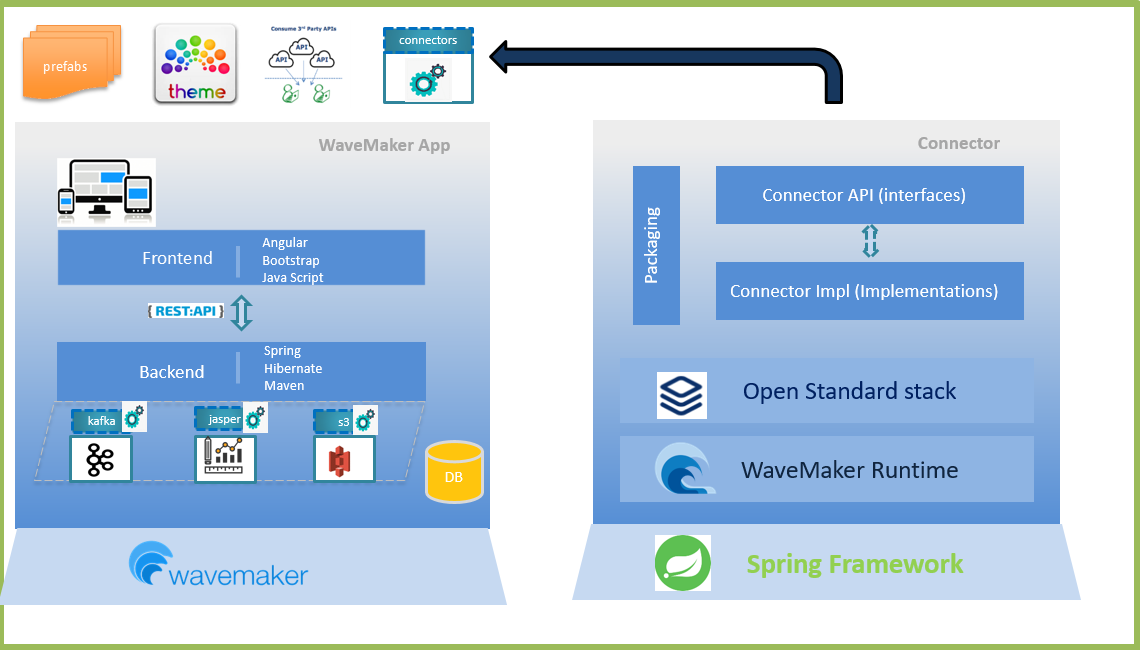 prefabs
theme
Consume 3rd Party APIs
API
API
API
connectors
WaveMaker App
Frontend
Angular
Bootstrap
Java Script
{ REST:API }
Backend
Spring
Hibernate
Maven
kafka
jasper
s3
DB
wavemaker
Connector
Packaging
Connector API (interfaces)
Connector Impl (Implementations)
Open Standard stack
WaveMaker Runtime
Spring Framework